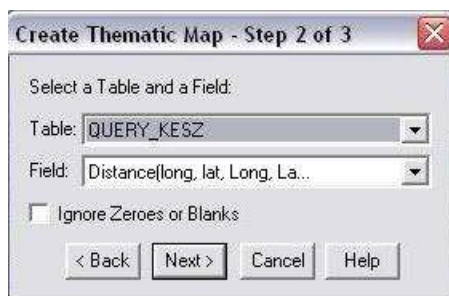 Create Thematic Map - Step 2 of 3
Select a Table and a Field:
Table: QUERY_KESZ
Field: Distance(long, lat, Long, La...
Ignore Zeroes or Blanks
< Back Next > Cancel Help